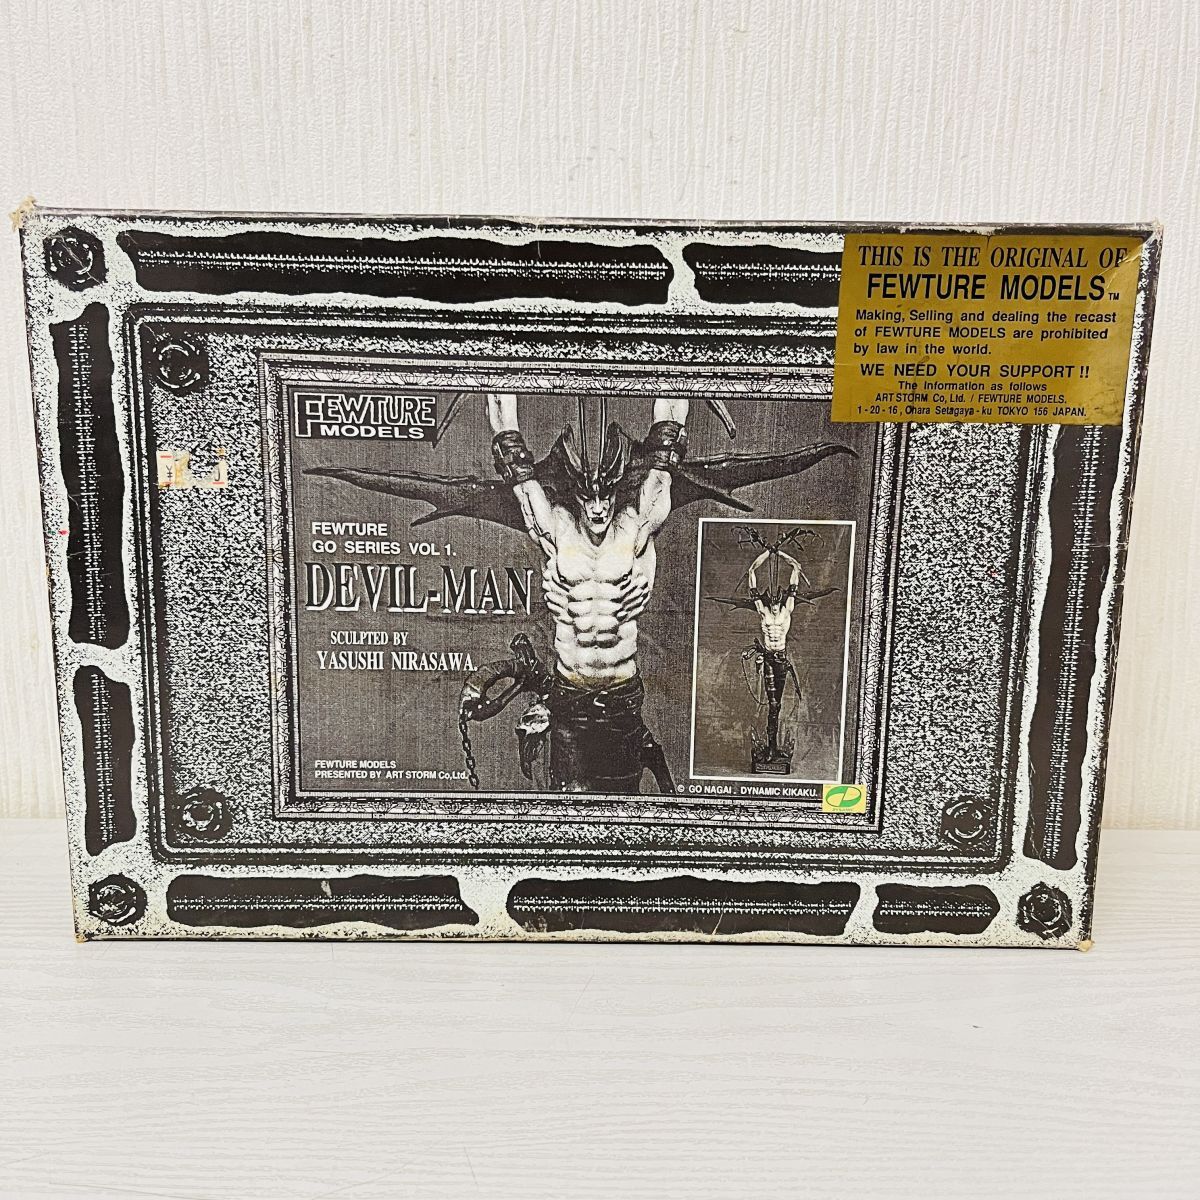 THIS IS THE ORIGINAL OF
FEWTURE MODELS TM
Making, Selling and dealing the recast
of FEWTURE MODELS are prohibited
by law in the world.
WE NEED YOUR SUPPORT !!
The Information as follows
ART STORM Co, Ltd. / FEWTURE MODELS.
1-20-16, Ohara Setagaya-ku TOKYO 156 JAPAN.
FEWTURE
MODELS
FEWTURE
GO SERIES VOL 1.
DEVIL-MAN
SCULPTED BY
YASUSHI NIRASAWA.
FEWTURE MODELS
PRESENTED BY ART STORM Co,Ltd.
© GO NAGAI. DYNAMIC KIKAKU.